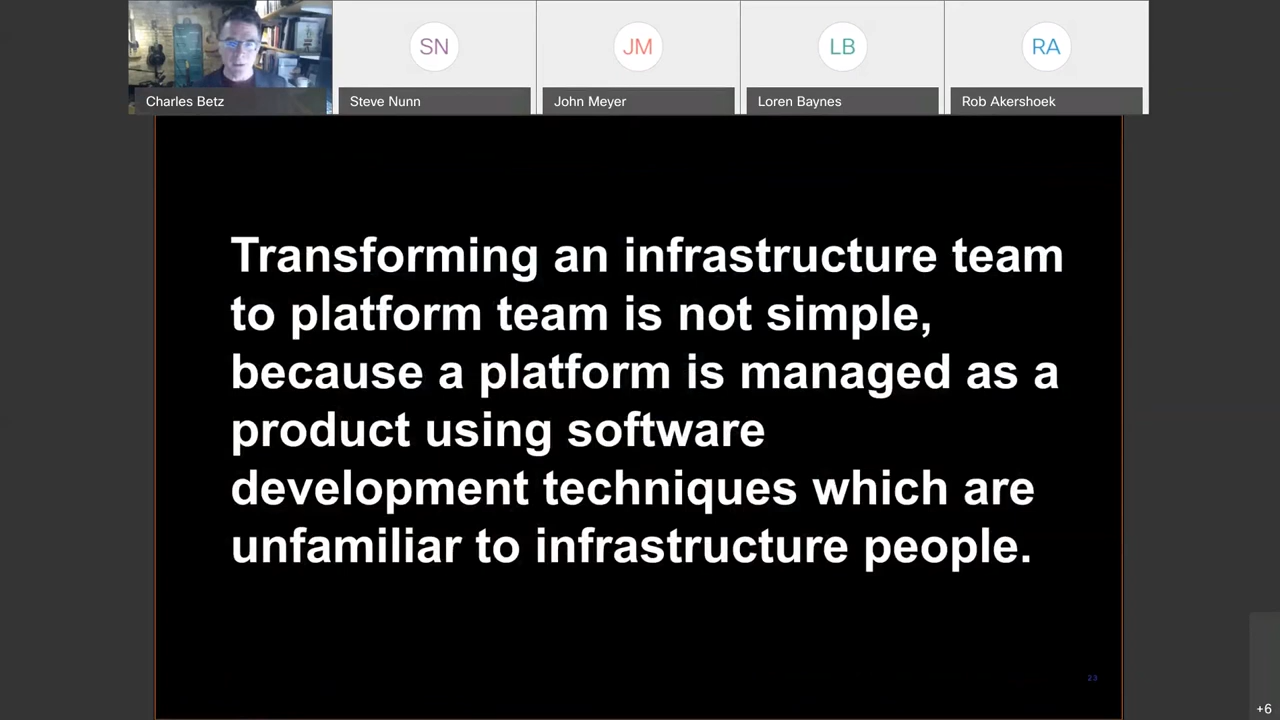 SN
JM
LB
RA
Charles Betz
Steve Nunn
John Meyer
Loren Baynes
Rob Akershoek
Transforming an infrastructure team
to platform team is not simple,
because a platform is managed as a
product using software
development techniques which are
unfamiliar to infrastructure people.
23
+6